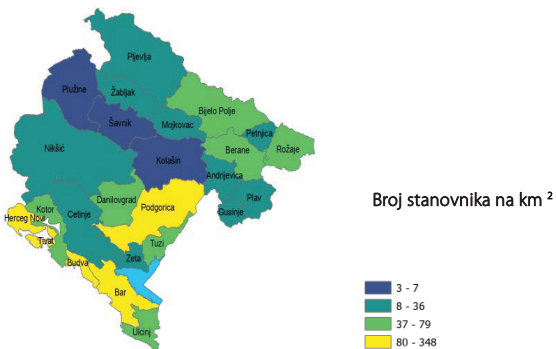 Pljevlja
Plužine
Žabljak
Bijelo Polje
Šavnik
Mojkovac
Petnjica
Nikšić
Berane
Rožaje
Kolašin
Andrijevica
Plav
Danilovgrad
Podgorica
Gusinje
Kotor
Cetinje
Herceg Novi
Tivat
Tuzi
Budva
Zeta
Bar
Ulcinj
Broj stanovnika na km ²
3 - 7
8 - 36
37 - 79
80 - 348